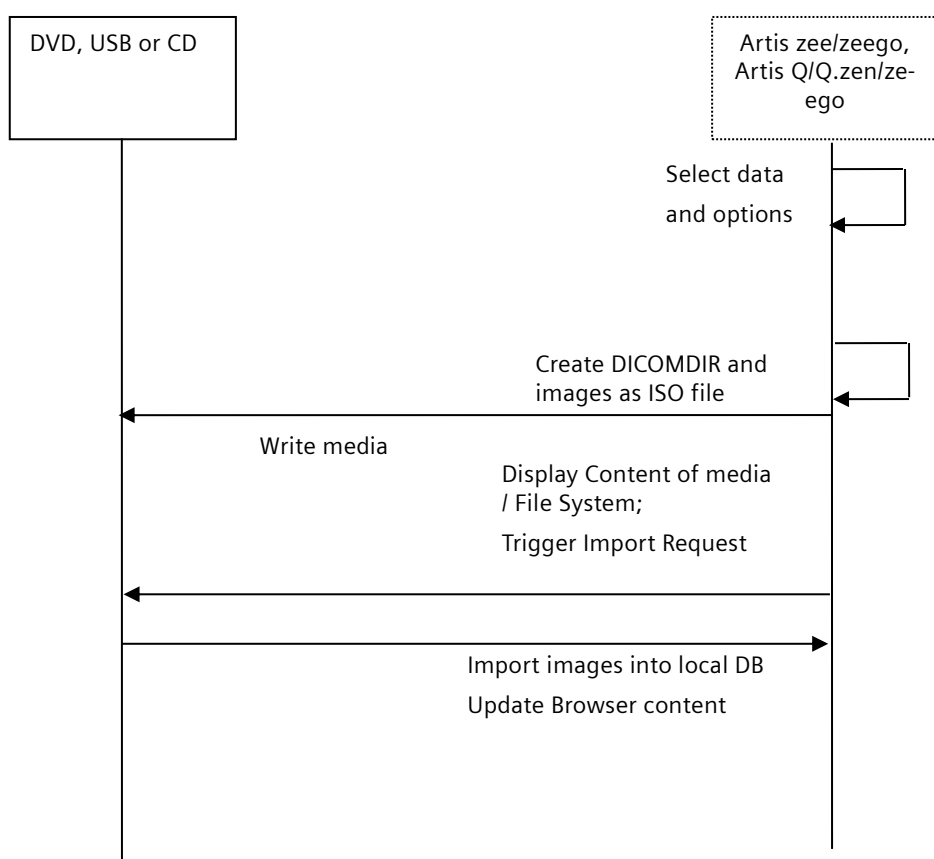 DVD, USB or CD
Artis zee/zeego,
Artis Q/Q.zen/ze-
ego
Select data
and options
Create DICOMDIR and
images as ISO file
Write media
Display Content of media
/ File System;
Trigger Import Request
Import images into local DB
Update Browser content